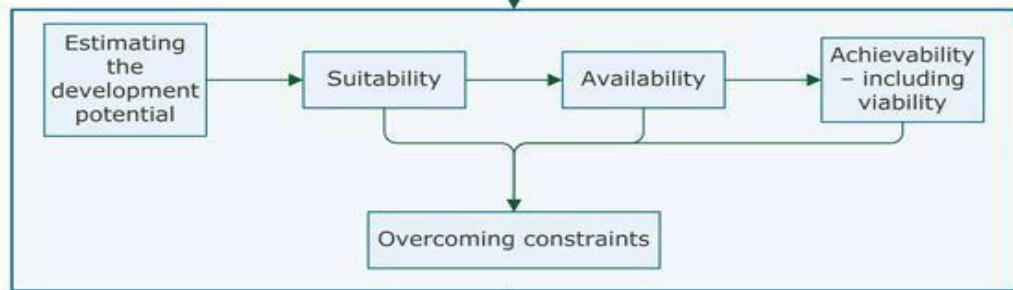 Estimating
the
development
potential
Suitability
Availability
Achievability
– including
viability
Overcoming constraints